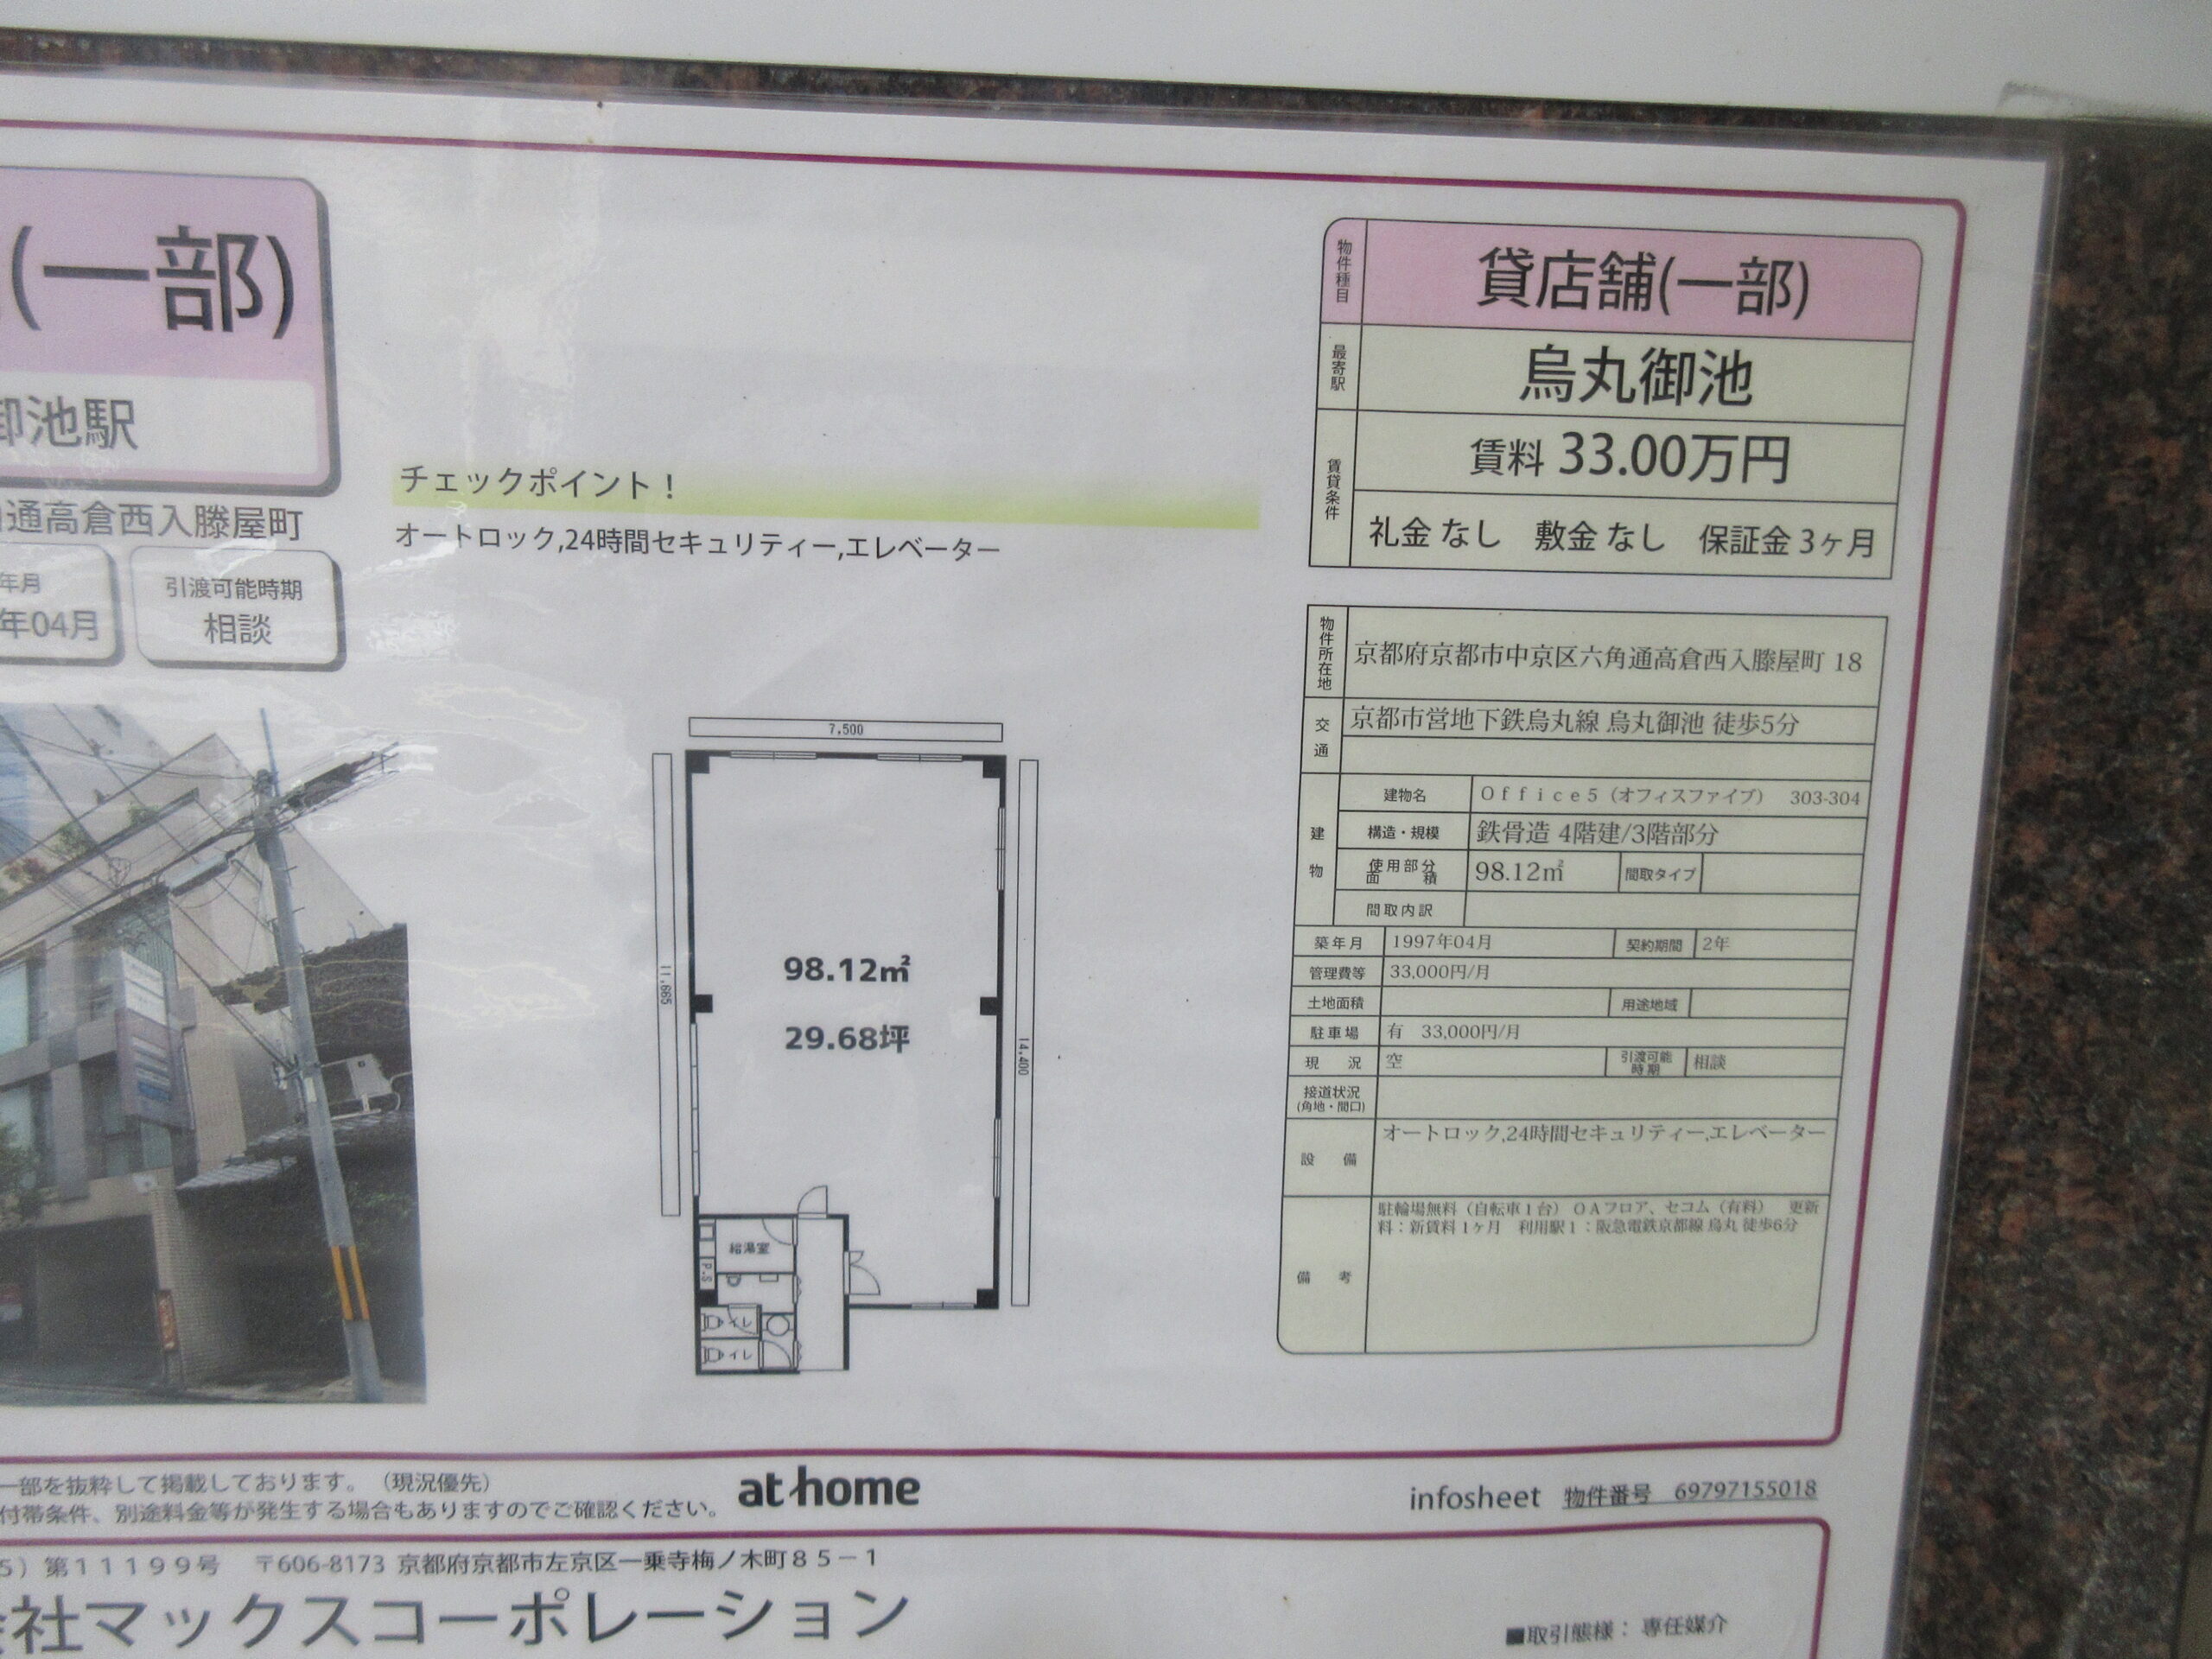 (一部)
御池駅
通高倉西入滕屋町
年月
年04月
引渡可能時期
相談
チェックポイント！
オートロック,24時間セキュリティー,エレベーター
7,500
11,665
14,400
98.12㎡
29.68坪
給湯室
P.S
トイレ
トイレ
物件種目
貸店舗(一部)
最寄駅
烏丸御池
賃貸条件
賃料 33.00万円
礼金 なし 敷金 なし 保証金 3ヶ月
物件所在地
京都府京都市中京区六角通高倉西入滕屋町 18
交通
京都市営地下鉄烏丸線 烏丸御池 徒歩5分
建物
建物名 Ｏｆｆｉｃｅ５（オフィスファイブ） 303-304
構造・規模 鉄骨造 4階建/3階部分
使用部分面積 98.12㎡ 間取タイプ
間取内訳
築年月 1997年04月 契約期間 2年
管理費等 33,000円/月
土地面積 用途地域
駐車場 有 33,000円/月
現況 空 引渡可能時期 相談
接道状況
(角地・間口)
設備 オートロック,24時間セキュリティー,エレベーター
備考
駐輪場無料（自転車１台） ＯＡフロア、セコム（有料） 更新
料：新賃料１ヶ月 利用駅１：阪急電鉄京都線 烏丸 徒歩6分
一部を抜粋して掲載しております。（現況優先）
付帯条件、別途料金等が発生する場合もありますのでご確認ください。
at home
infosheet 物件番号 69797155018
5）第１１１９９号 〒606-8173 京都府京都市左京区一乗寺梅ノ木町８５－１
会社マックスコーポレーション
■取引態様： 専任媒介